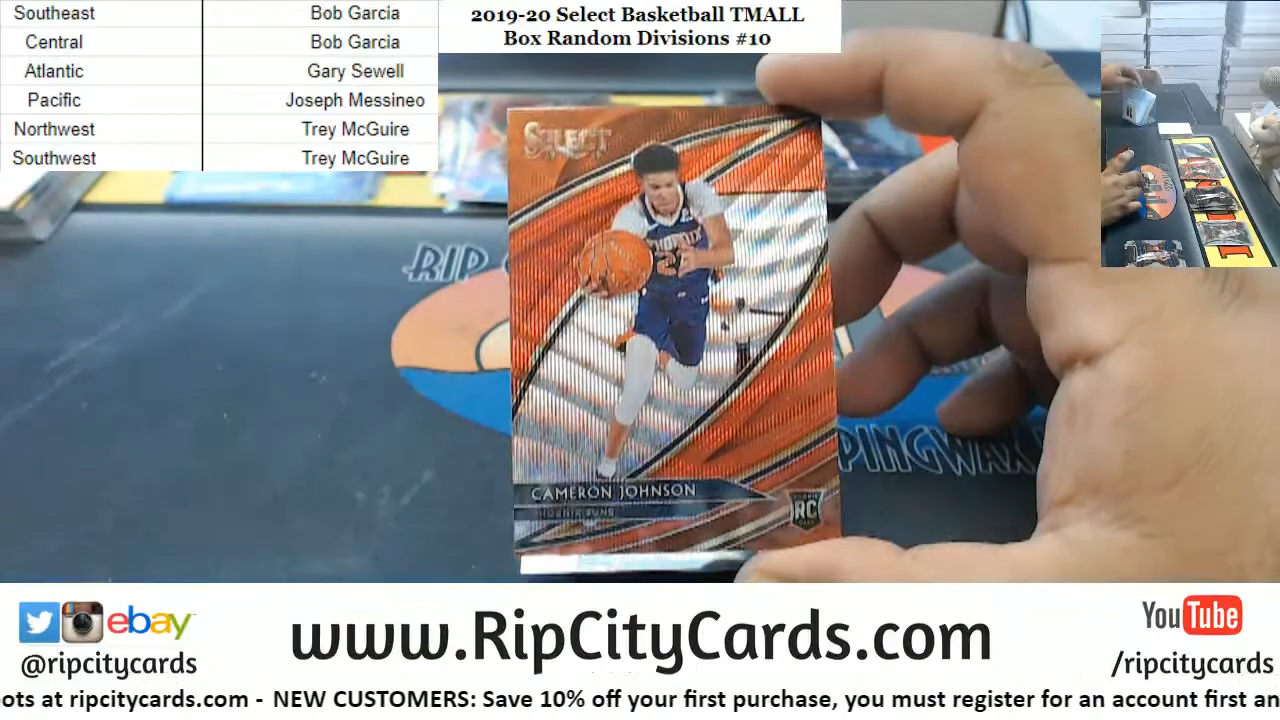 Southeast Bob Garcia
Central Bob Garcia
Atlantic Gary Sewell
Pacific Joseph Messineo
Northwest Trey McGuire
Southwest Trey McGuire
2019-20 Select Basketball TMALL
Box Random Divisions #10
SELECT
PHOENIX
23
RIP
PINGWAX
CAMERON JOHNSON
PHOENIX SUNS
RC
ebay
@ripcitycards
www.RipCityCards.com
YouTube
/ripcitycards
oots at ripcitycards.com - NEW CUSTOMERS: Save 10% off your first purchase, you must register for an account first an